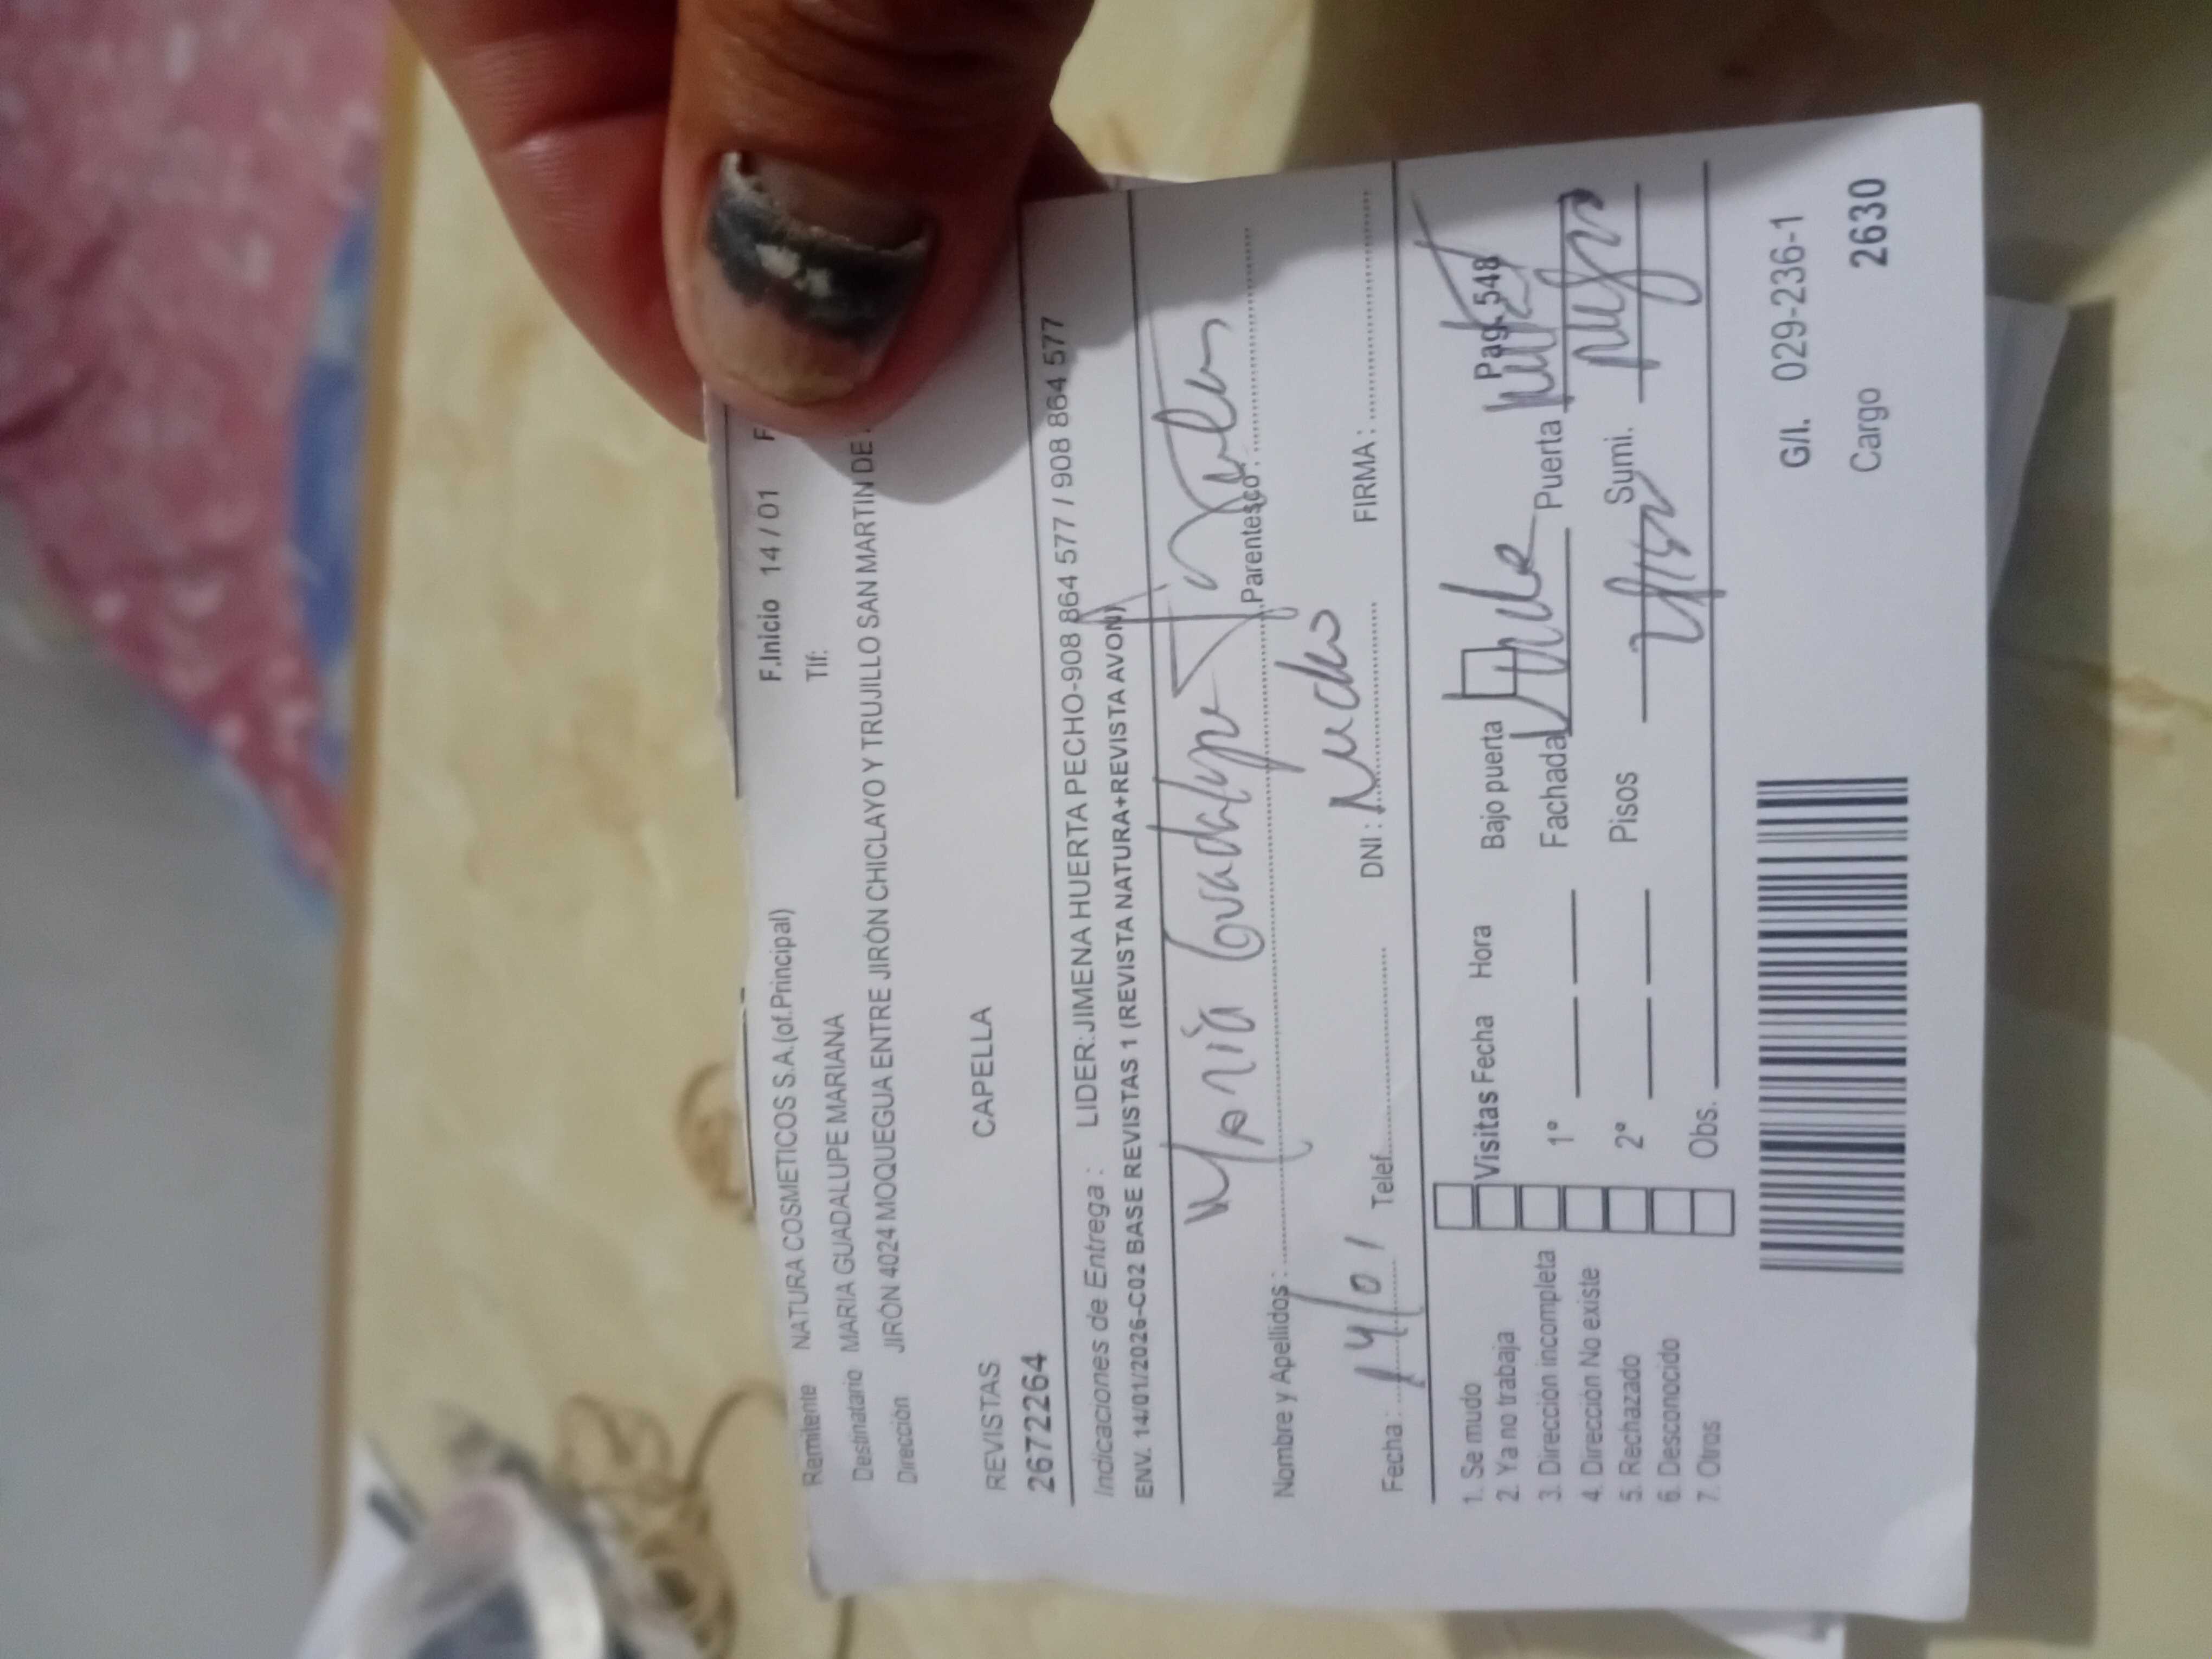 F.Inicio 14 / 01 F
Remitente NATURA COSMETICOS S.A.(of.Principal) Tlf:
Destinatario MARIA GUADALUPE MARIANA
Dirección JIRÓN 4024 MOQUEGUA ENTRE JIRÓN CHICLAYO Y TRUJILLO SAN MARTIN DE
REVISTAS CAPELLA
2672264
Indicaciones de Entrega : LIDER:JIMENA HUERTA PECHO-908 864 577 / 908 864 577
ENV. 14/01/2026-C02 BASE REVISTAS 1 (REVISTA NATURA+REVISTA AVON)
Nombre y Apellidos : Maria Guadalupe Parentesco :
Fecha : 14/01 Telef. DNI : FIRMA :
1. Se mudo
2. Ya no trabaja Visitas Fecha Hora Bajo puerta Pag. 548
3. Dirección incompleta 1º Fachada Puerta
4. Dirección No existe
5. Rechazado 2º Pisos Sumi.
6. Desconocido
7. Otros Obs.
G/I. 029-236-1
Cargo 2630